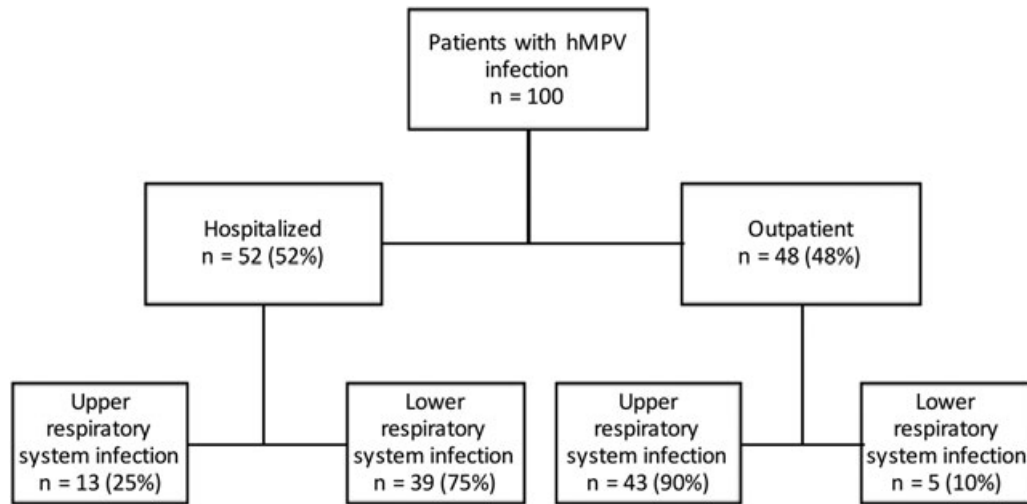 Patients with hMPV
infection
n = 100
Hospitalized
n = 52 (52%)
Outpatient
n = 48 (48%)
Upper
respiratory
system infection
n = 13 (25%)
Lower
respiratory
system infection
n = 39 (75%)
Upper
respiratory
system infection
n = 43 (90%)
Lower
respiratory
system infection
n = 5 (10%)